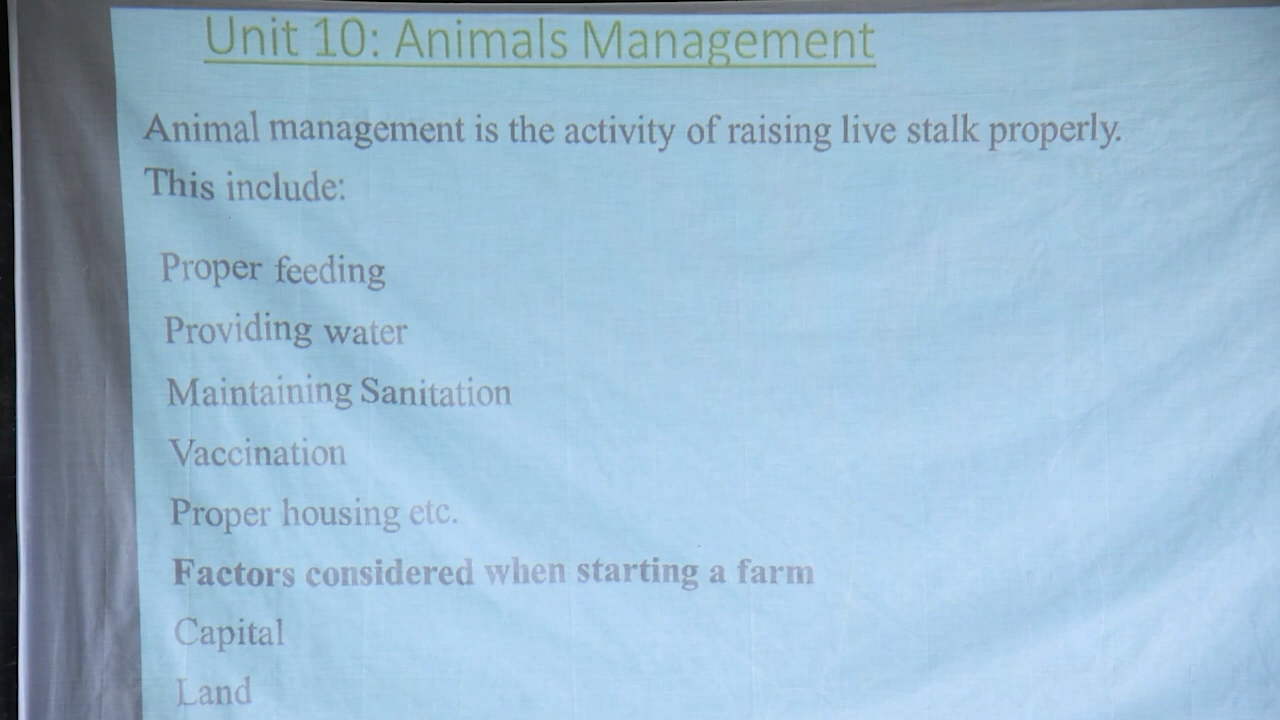 Unit 10: Animals Management
Animal management is the activity of raising live stalk properly.
This include:
Proper feeding
Providing water
Maintaining Sanitation
Vaccination
Proper housing etc.
Factors considered when starting a farm
Capital
Land